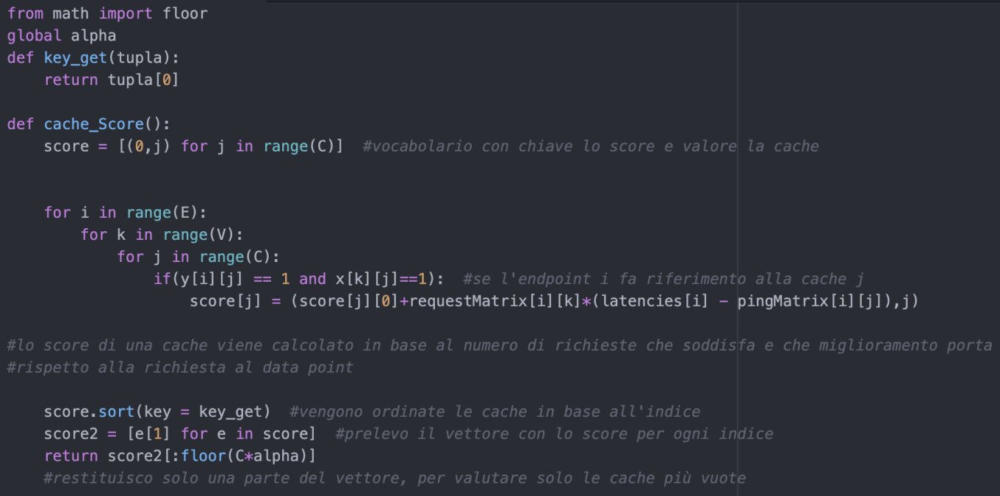 from math import floor
global alpha
def key_get(tupla):
    return tupla[0]
def cache_Score():
    score = [(0,j) for j in range(C)]  #vocabolario con chiave lo score e valore la cache
    for i in range(E):
        for k in range(V):
            for j in range(C):
                if(y[i][j] == 1 and x[k][j]==1):  #se l'endpoint i fa riferimento alla cache j
                    score[j] = (score[j][0]+requestMatrix[i][k]*(latencies[i] - pingMatrix[i][j]),j)
#lo score di una cache viene calcolato in base al numero di richieste che soddisfa e che miglioramento porta
#rispetto alla richiesta al data point
    score.sort(key = key_get)  #vengono ordinate le cache in base all'indice
    score2 = [e[1] for e in score]  #prelevo il vettore con lo score per ogni indice
    return score2[:floor(C*alpha)]
    #restituisco solo una parte del vettore, per valutare solo le cache più vuote